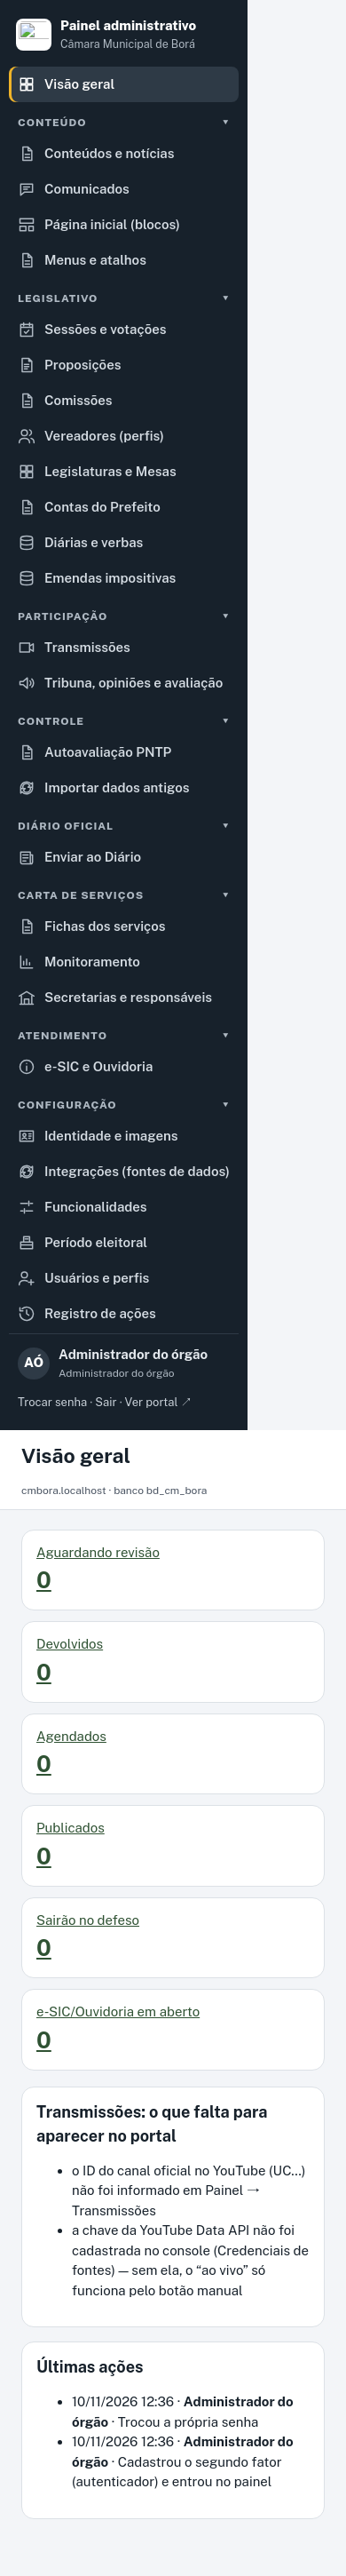 Painel administrativo
Câmara Municipal de Borá
Visão geral
CONTEÚDO
Conteúdos e notícias
Comunicados
Página inicial (blocos)
Menus e atalhos
LEGISLATIVO
Sessões e votações
Proposições
Comissões
Vereadores (perfis)
Legislaturas e Mesas
Contas do Prefeito
Diárias e verbas
Emendas impositivas
PARTICIPAÇÃO
Transmissões
Tribuna, opiniões e avaliação
CONTROLE
Autoavaliação PNTP
Importar dados antigos
DIÁRIO OFICIAL
Enviar ao Diário
CARTA DE SERVIÇOS
Fichas dos serviços
Monitoramento
Secretarias e responsáveis
ATENDIMENTO
e-SIC e Ouvidoria
CONFIGURAÇÃO
Identidade e imagens
Integrações (fontes de dados)
Funcionalidades
Período eleitoral
Usuários e perfis
Registro de ações
AÓ
Administrador do órgão
Administrador do órgão
Trocar senha · Sair · Ver portal ↗
Visão geral
cmbora.localhost · banco bd_cm_bora
Aguardando revisão
0
Devolvidos
0
Agendados
0
Publicados
0
Sairão no defeso
0
e-SIC/Ouvidoria em aberto
0
Transmissões: o que falta para
aparecer no portal
• o ID do canal oficial no YouTube (UC…)
não foi informado em Painel →
Transmissões
• a chave da YouTube Data API não foi
cadastrada no console (Credenciais de
fontes) — sem ela, o “ao vivo” só
funciona pelo botão manual
Últimas ações
• 10/11/2026 12:36 · Administrador do
órgão · Trocou a própria senha
• 10/11/2026 12:36 · Administrador do
órgão · Cadastrou o segundo fator
(autenticador) e entrou no painel